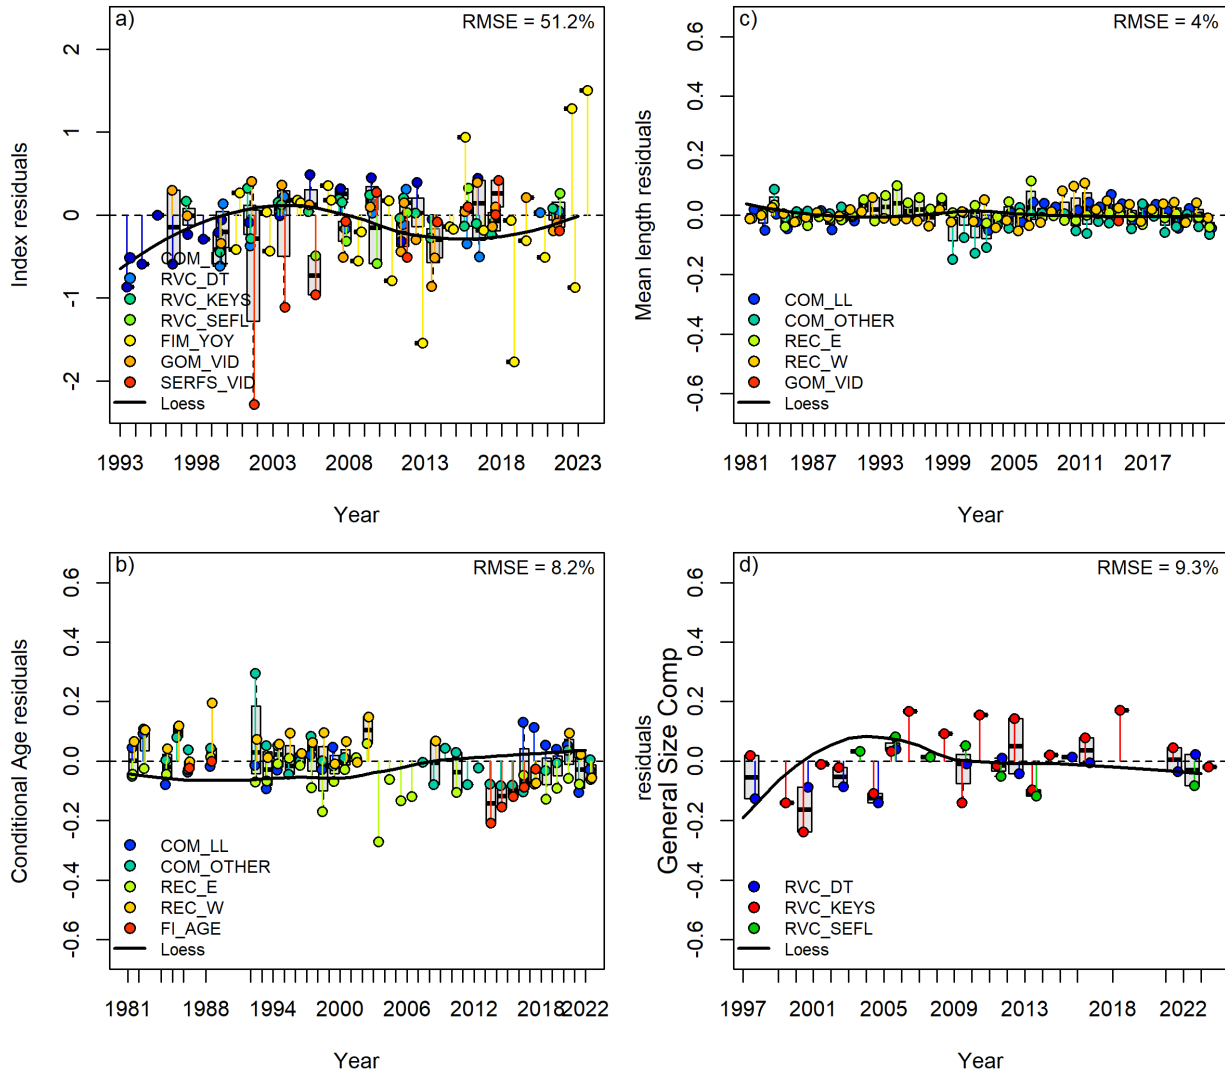 a)
RMSE = 51.2%
Index residuals
2
1
0
-1
-2
COM_
RVC_DT
RVC_KEYS
RVC_SEFL
FIM_YOY
GOM_VID
SERFS_VID
Loess
1993 1998 2003 2008 2013 2018 2023
Year
c)
RMSE = 4%
Mean length residuals
0.6
0.4
0.2
0.0
-0.2
-0.4
-0.6
COM_LL
COM_OTHER
REC_E
REC_W
GOM_VID
Loess
1981 1987 1993 1999 2005 2011 2017
Year
b)
RMSE = 8.2%
Conditional Age residuals
0.6
0.4
0.2
0.0
-0.2
-0.4
-0.6
COM_LL
COM_OTHER
REC_E
REC_W
FI_AGE
Loess
1981 1988 1994 2000 2006 2012 2018 2022
Year
d)
RMSE = 9.3%
General Size Comp
residuals
0.6
0.4
0.2
0.0
-0.2
-0.4
-0.6
RVC_DT
RVC_KEYS
RVC_SEFL
Loess
1997 2001 2005 2009 2013 2018 2022
Year